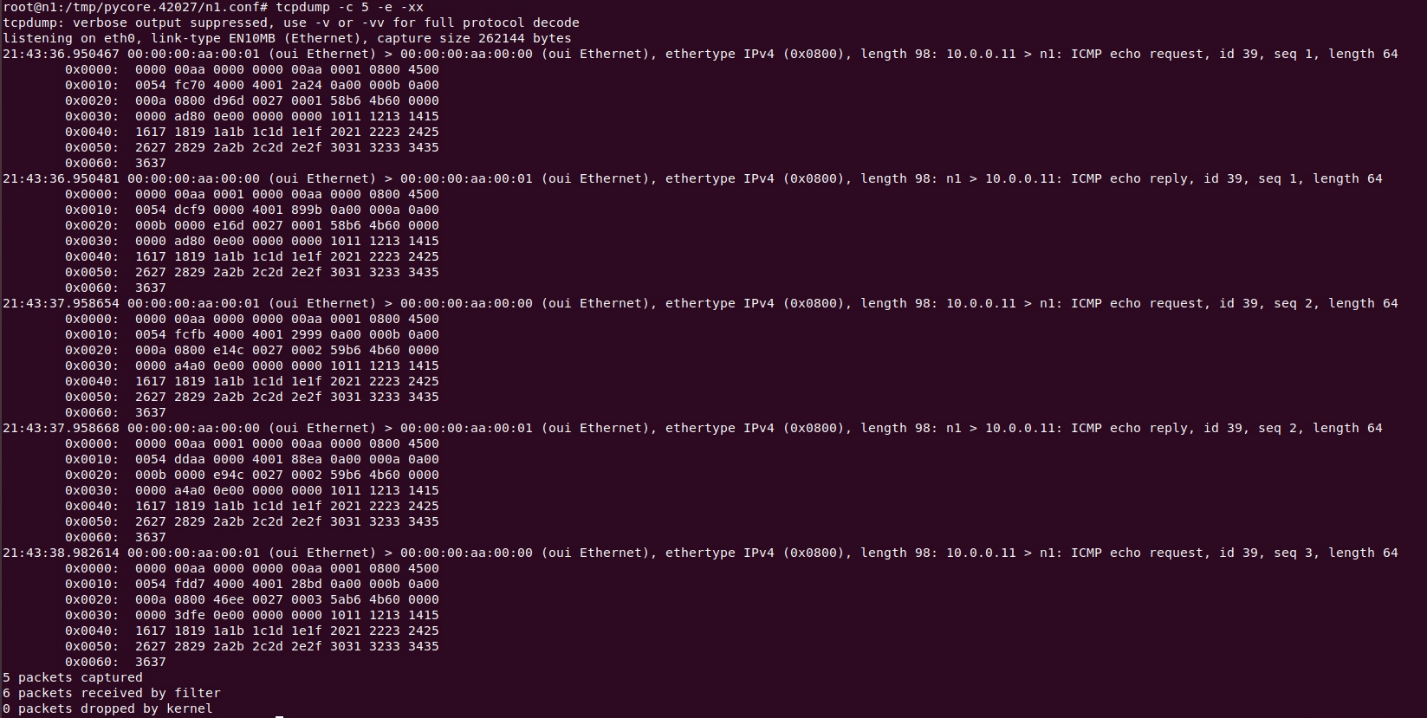 root@n1:/tmp/pycore.42027/n1.conf# tcpdump -c 5 -e -xx
tcpdump: verbose output suppressed, use -v or -vv for full protocol decode
listening on eth0, link-type EN10MB (Ethernet), capture size 262144 bytes
21:43:36.950467 00:00:00:aa:00:01 (oui Ethernet) > 00:00:00:aa:00:00 (oui Ethernet), ethertype IPv4 (0x0800), length 98: 10.0.0.11 > n1: ICMP echo request, id 39, seq 1, length 64
0x0000:  0000 00aa 0000 0000 00aa 0001 0800 4500
0x0010:  0054 fc70 4000 4001 2a24 0a00 000b 0a00
0x0020:  000a 0800 d96d 0027 0001 58b6 4b60 0000
0x0030:  0000 ad80 0e00 0000 0000 1011 1213 1415
0x0040:  1617 1819 1a1b 1c1d 1e1f 2021 2223 2425
0x0050:  2627 2829 2a2b 2c2d 2e2f 3031 3233 3435
0x0060:  3637
21:43:36.950481 00:00:00:aa:00:00 (oui Ethernet) > 00:00:00:aa:00:01 (oui Ethernet), ethertype IPv4 (0x0800), length 98: n1 > 10.0.0.11: ICMP echo reply, id 39, seq 1, length 64
0x0000:  0000 00aa 0001 0000 00aa 0000 0800 4500
0x0010:  0054 dcf9 0000 4001 899b 0a00 000a 0a00
0x0020:  000b 0000 e16d 0027 0001 58b6 4b60 0000
0x0030:  0000 ad80 0e00 0000 0000 1011 1213 1415
0x0040:  1617 1819 1a1b 1c1d 1e1f 2021 2223 2425
0x0050:  2627 2829 2a2b 2c2d 2e2f 3031 3233 3435
0x0060:  3637
21:43:37.958654 00:00:00:aa:00:01 (oui Ethernet) > 00:00:00:aa:00:00 (oui Ethernet), ethertype IPv4 (0x0800), length 98: 10.0.0.11 > n1: ICMP echo request, id 39, seq 2, length 64
0x0000:  0000 00aa 0000 0000 00aa 0001 0800 4500
0x0010:  0054 fcfb 4000 4001 2999 0a00 000b 0a00
0x0020:  000a 0800 e14c 0027 0002 59b6 4b60 0000
0x0030:  0000 a4a0 0e00 0000 0000 1011 1213 1415
0x0040:  1617 1819 1a1b 1c1d 1e1f 2021 2223 2425
0x0050:  2627 2829 2a2b 2c2d 2e2f 3031 3233 3435
0x0060:  3637
21:43:37.958668 00:00:00:aa:00:00 (oui Ethernet) > 00:00:00:aa:00:01 (oui Ethernet), ethertype IPv4 (0x0800), length 98: n1 > 10.0.0.11: ICMP echo reply, id 39, seq 2, length 64
0x0000:  0000 00aa 0001 0000 00aa 0000 0800 4500
0x0010:  0054 ddaa 0000 4001 88ea 0a00 000a 0a00
0x0020:  000b 0000 e94c 0027 0002 59b6 4b60 0000
0x0030:  0000 a4a0 0e00 0000 0000 1011 1213 1415
0x0040:  1617 1819 1a1b 1c1d 1e1f 2021 2223 2425
0x0050:  2627 2829 2a2b 2c2d 2e2f 3031 3233 3435
0x0060:  3637
21:43:38.982614 00:00:00:aa:00:01 (oui Ethernet) > 00:00:00:aa:00:00 (oui Ethernet), ethertype IPv4 (0x0800), length 98: 10.0.0.11 > n1: ICMP echo request, id 39, seq 3, length 64
0x0000:  0000 00aa 0000 0000 00aa 0001 0800 4500
0x0010:  0054 fdd7 4000 4001 28bd 0a00 000b 0a00
0x0020:  000a 0800 46ee 0027 0003 5ab6 4b60 0000
0x0030:  0000 3dfe 0e00 0000 0000 1011 1213 1415
0x0040:  1617 1819 1a1b 1c1d 1e1f 2021 2223 2425
0x0050:  2627 2829 2a2b 2c2d 2e2f 3031 3233 3435
0x0060:  3637
5 packets captured
6 packets received by filter
0 packets dropped by kernel